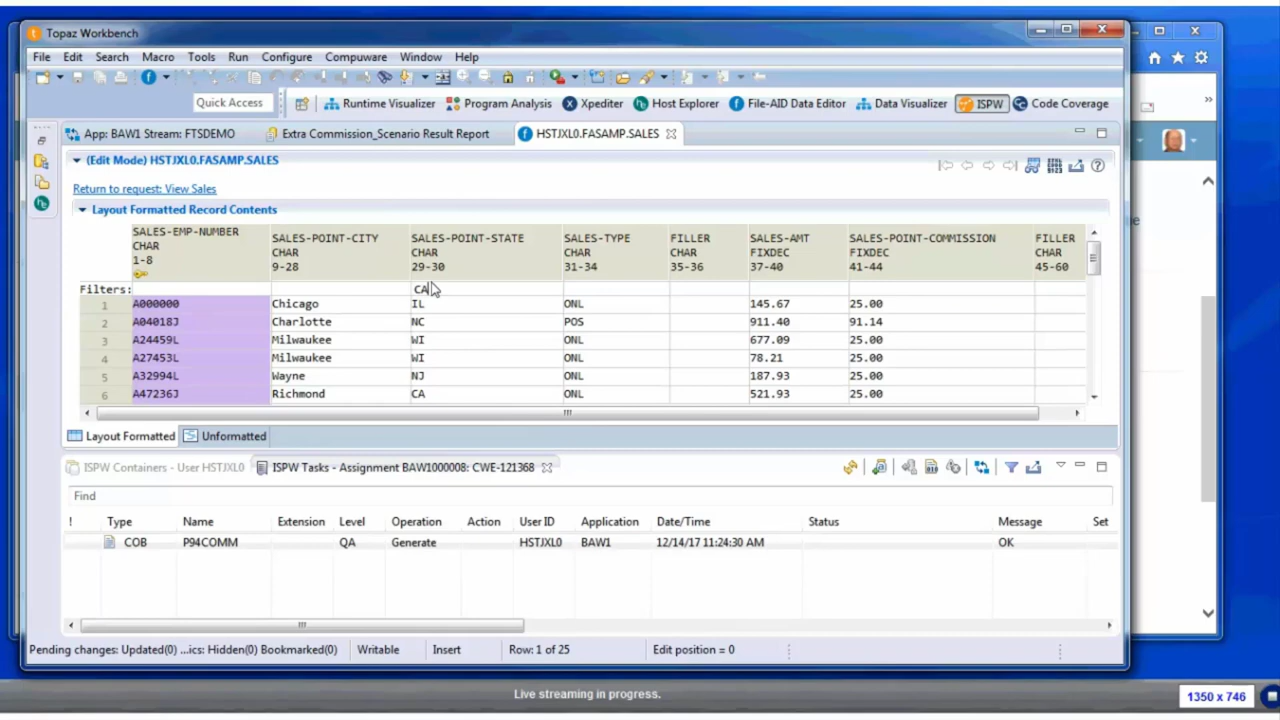 Topaz Workbench
File Edit Search Macro Tools Run Configure Compuware Window Help
Quick Access Runtime Visualizer Program Analysis Xpediter Host Explorer File-AID Data Editor Data Visualizer ISPW Code Coverage
App: BAW1 Stream: FTSDEMO Extra Commission_Scenario Result Report HSTJXL0.FASAMP.SALES
(Edit Mode) HSTJXL0.FASAMP.SALES
Return to request: View Sales
Layout Formatted Record Contents
SALES-EMP-NUMBER SALES-POINT-CITY SALES-POINT-STATE SALES-TYPE FILLER SALES-AMT SALES-POINT-COMMISSION FILLER
CHAR CHAR CHAR CHAR CHAR FIXDEC FIXDEC CHAR
1-8 9-28 29-30 31-34 35-36 37-40 41-44 45-60
Filters: CA
1 A000000 Chicago IL ONL 145.67 25.00
2 A04018J Charlotte NC POS 911.40 91.14
3 A24459L Milwaukee WI ONL 677.09 25.00
4 A27453L Milwaukee WI ONL 78.21 25.00
5 A32994L Wayne NJ ONL 187.93 25.00
6 A47236J Richmond CA ONL 521.93 25.00
Layout Formatted Unformatted
ISPW Containers - User HSTJXL0 ISPW Tasks - Assignment BAW1000008: CWE-121368
Find
! Type Name Extension Level Operation Action User ID Application Date/Time Status Message Set
COB P94COMM QA Generate HSTJXL0 BAW1 12/14/17 11:24:30 AM OK
Pending changes: Updated(0) ...ics: Hidden(0) Bookmarked(0) Writable Insert Row: 1 of 25 Edit position = 0
Live streaming in progress.
1350 x 746